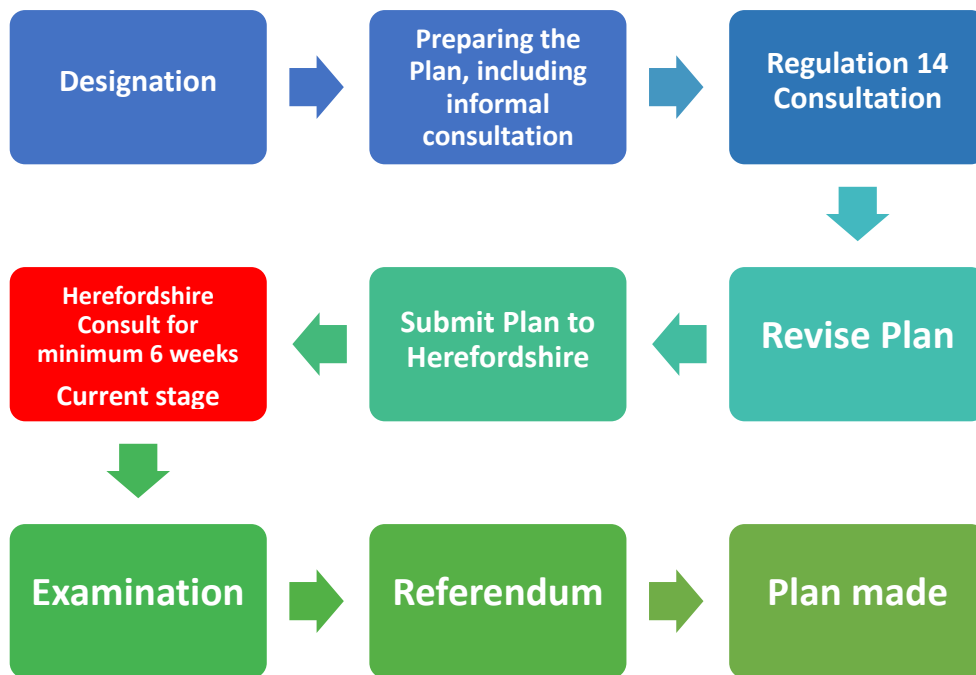 Designation
Preparing the
Plan, including
informal
consultation
Regulation 14
Consultation
Revise Plan
Submit Plan to
Herefordshire
Herefordshire
Consult for
minimum 6 weeks
Current stage
Examination
Referendum
Plan made